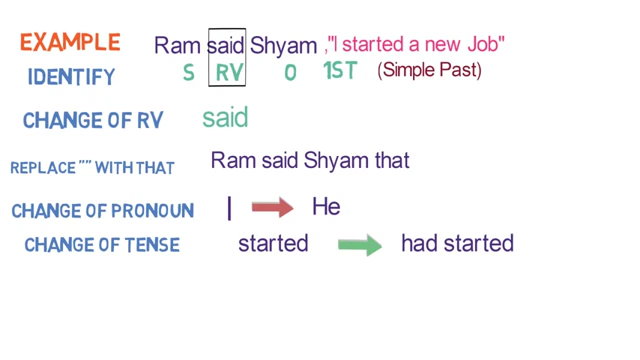 EXAMPLE Ram said Shyam ,"I started a new Job"
IDENTIFY S RV O 1ST (Simple Past)
CHANGE OF RV said
REPLACE "" WITH THAT Ram said Shyam that
CHANGE OF PRONOUN I He
CHANGE OF TENSE started had started